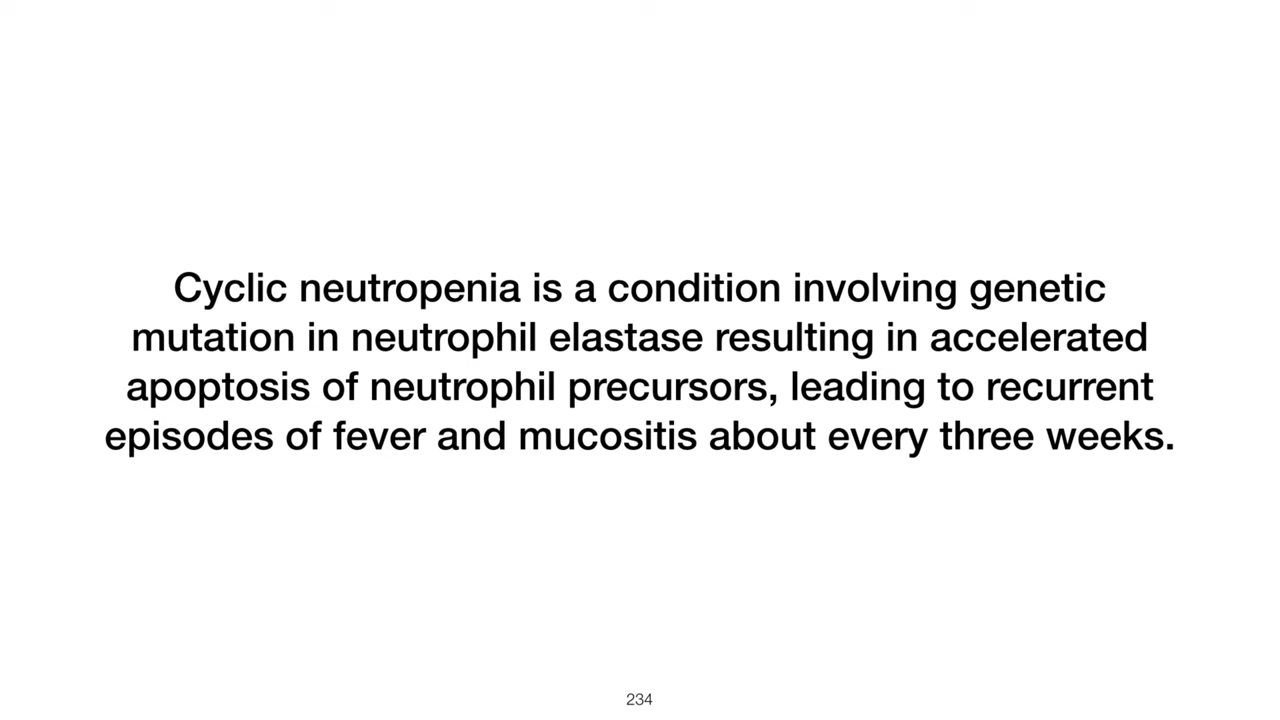 Cyclic neutropenia is a condition involving genetic
mutation in neutrophil elastase resulting in accelerated
apoptosis of neutrophil precursors, leading to recurrent
episodes of fever and mucositis about every three weeks.
234